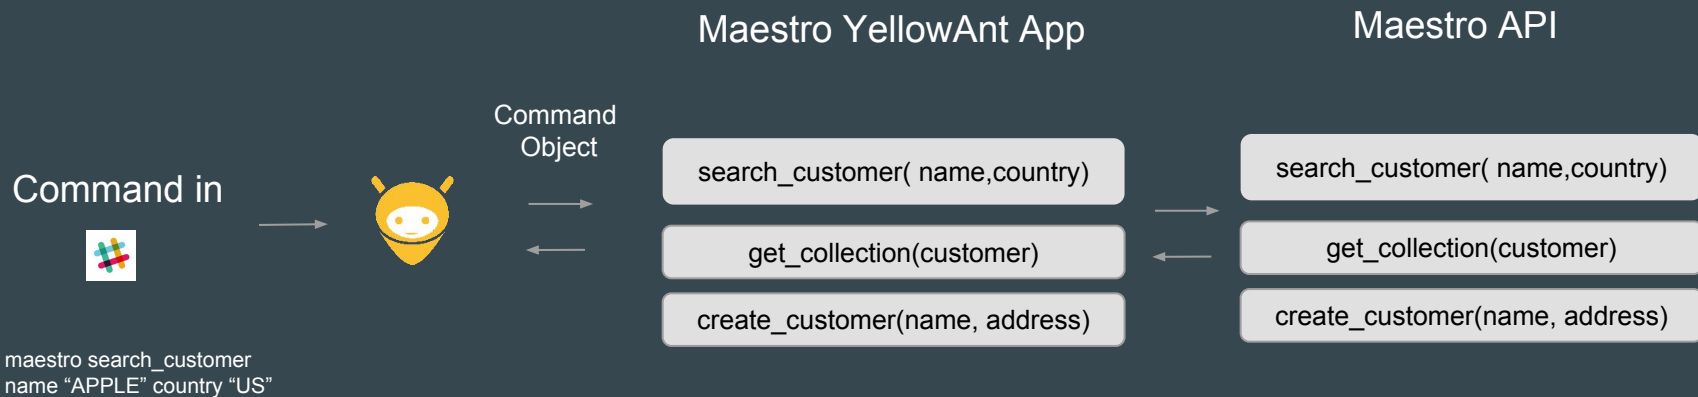 Maestro YellowAnt App
Maestro API
Command
Object
Command in
search_customer( name,country)
get_collection(customer)
create_customer(name, address)
search_customer( name,country)
get_collection(customer)
create_customer(name, address)
maestro search_customer
name “APPLE” country “US”